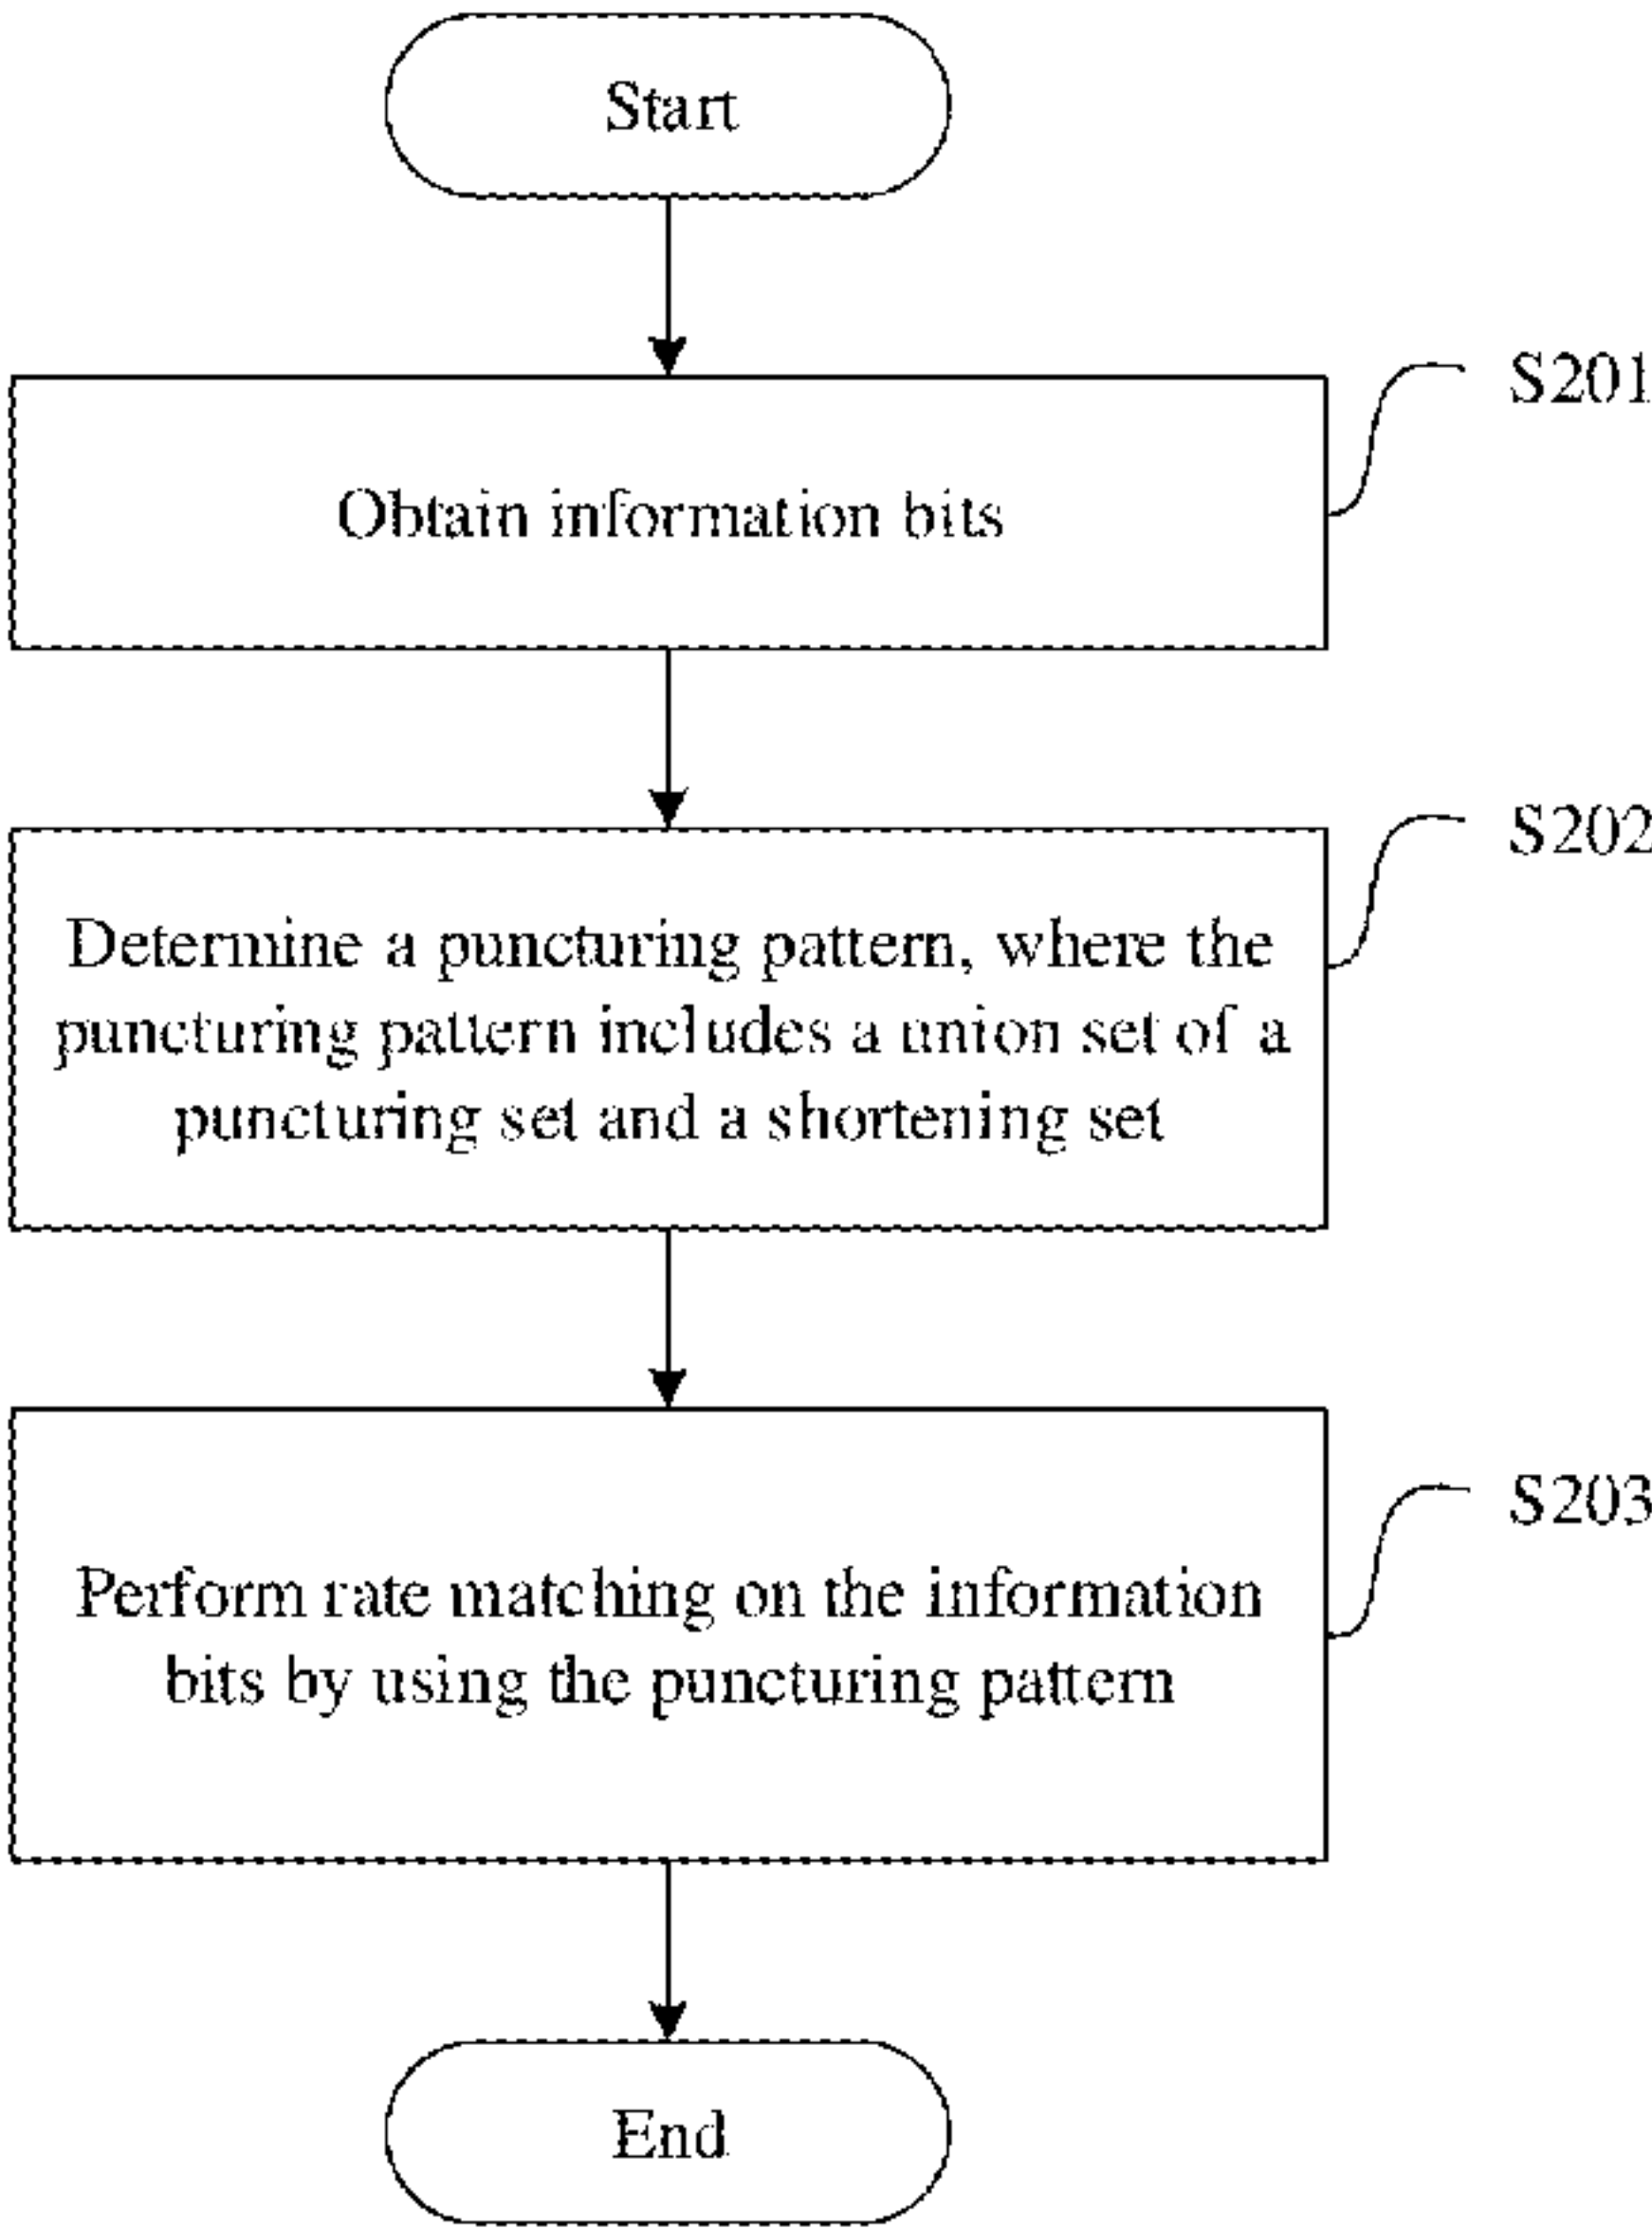 Start
S201
Obtain information bits
S202
Determine a puncturing pattern, where the
puncturing pattern includes a union set of a
puncturing set and a shortening set
S203
Perform rate matching on the information
bits by using the puncturing pattern
End